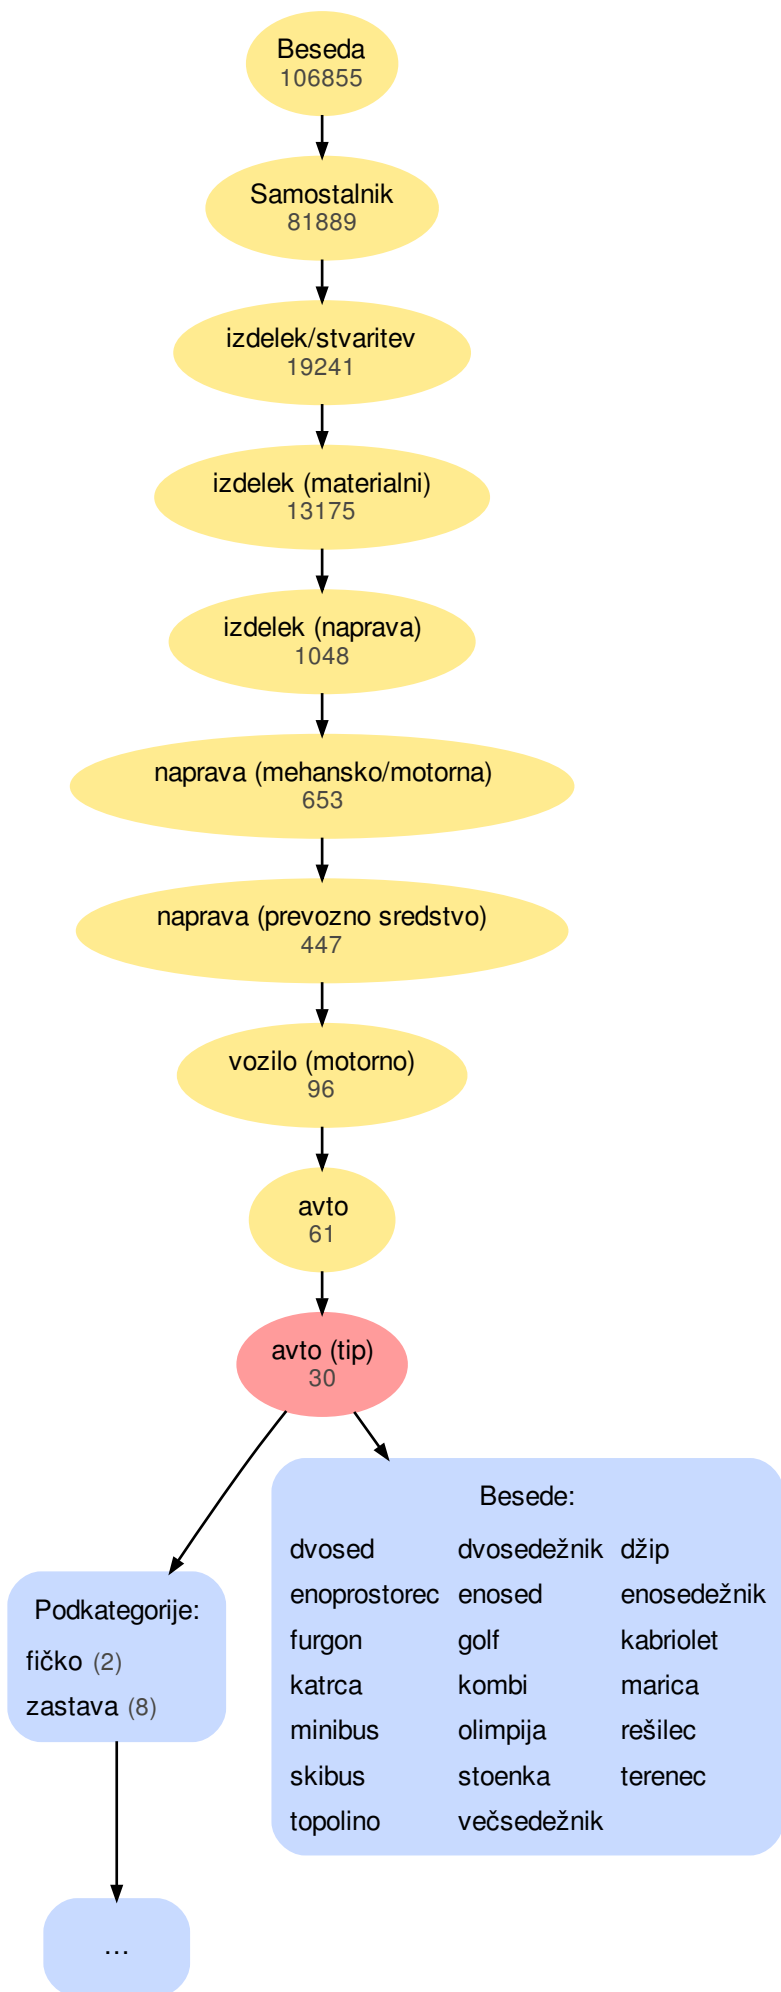 Beseda
106855
Samostalnik
81889
izdelek/stvaritev
19241
izdelek (materialni)
13175
izdelek (naprava)
1048
naprava (mehansko/motorna)
653
naprava (prevozno sredstvo)
447
vozilo (motorno)
96
avto
61
avto (tip)
30
Besede:
dvosed dvosedežnik džip
enoprostorec enosed enosedežnik
furgon golf kabriolet
katrca kombi marica
minibus olimpija rešilec
skibus stoenka terenec
topolino večsedežnik
Podkategorije:
fičko (2)
zastava (8)
...